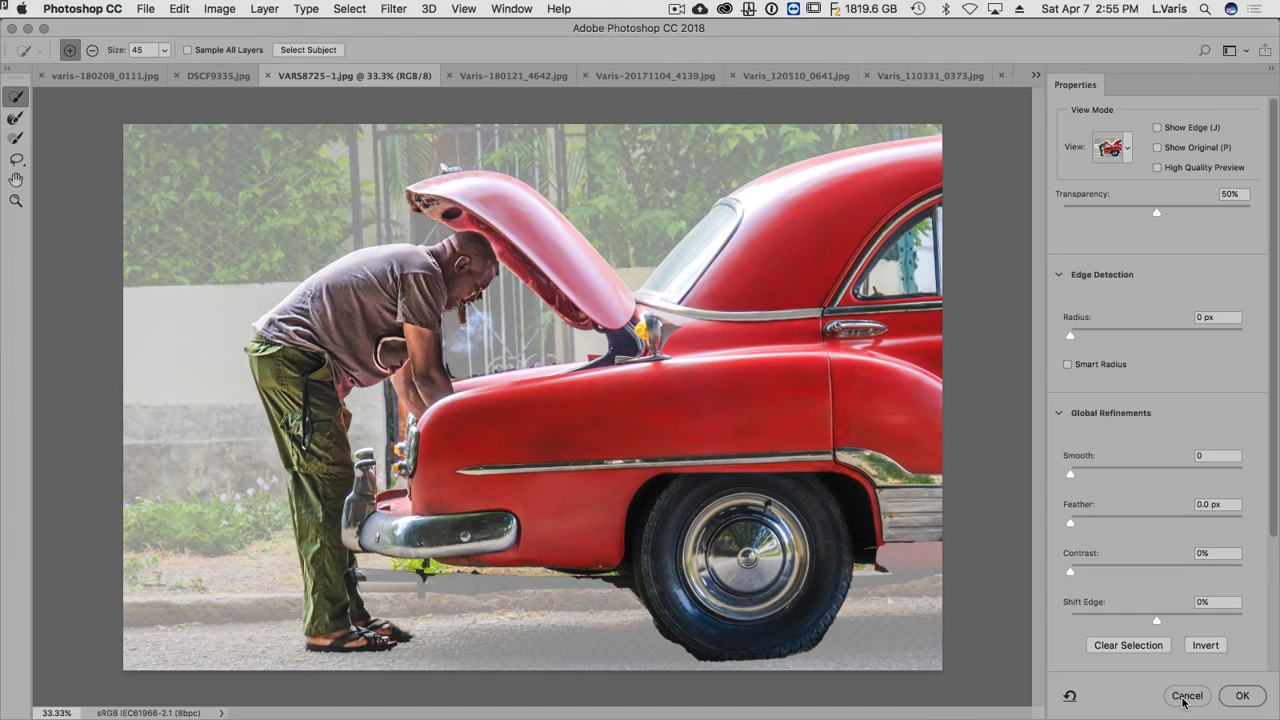 Photoshop CC File Edit Image Layer Type Select Filter 3D View Window Help 1819.6 GB Sat Apr 7 2:55 PM L.Varis
Adobe Photoshop CC 2018
Size: 45 Sample All Layers Select Subject
varis-180208_0111.jpg DSCF9335.jpg VARS8725-1.jpg @ 33.3% (RGB/8) Varis-180121_4642.jpg Varis-20171104_4139.jpg Varis_120510_0641.jpg Varis_110331_0373.jpg
Properties
View Mode
View:
Show Edge (J)
Show Original (P)
High Quality Preview
Transparency: 50%
Edge Detection
Radius: 0 px
Smart Radius
Global Refinements
Smooth: 0
Feather: 0.0 px
Contrast: 0%
Shift Edge: 0%
Clear Selection Invert
Cancel OK
33.33% sRGB IEC61966-2.1 (8bpc)